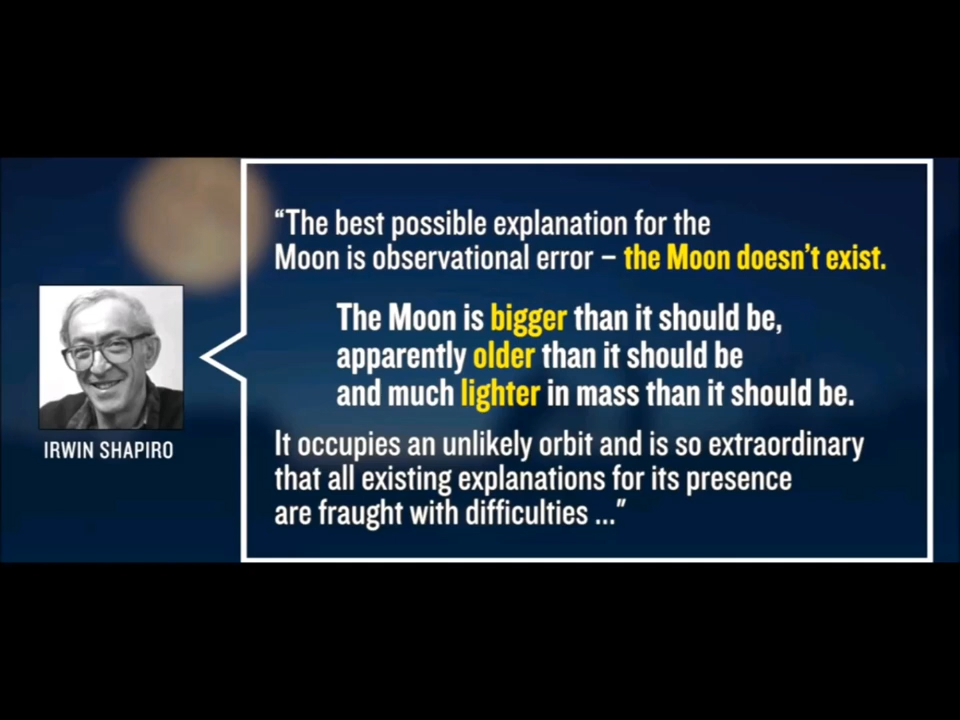 “The best possible explanation for the
Moon is observational error – the Moon doesn’t exist.
The Moon is bigger than it should be,
apparently older than it should be
and much lighter in mass than it should be.
It occupies an unlikely orbit and is so extraordinary
that all existing explanations for its presence
are fraught with difficulties ...”
IRWIN SHAPIRO